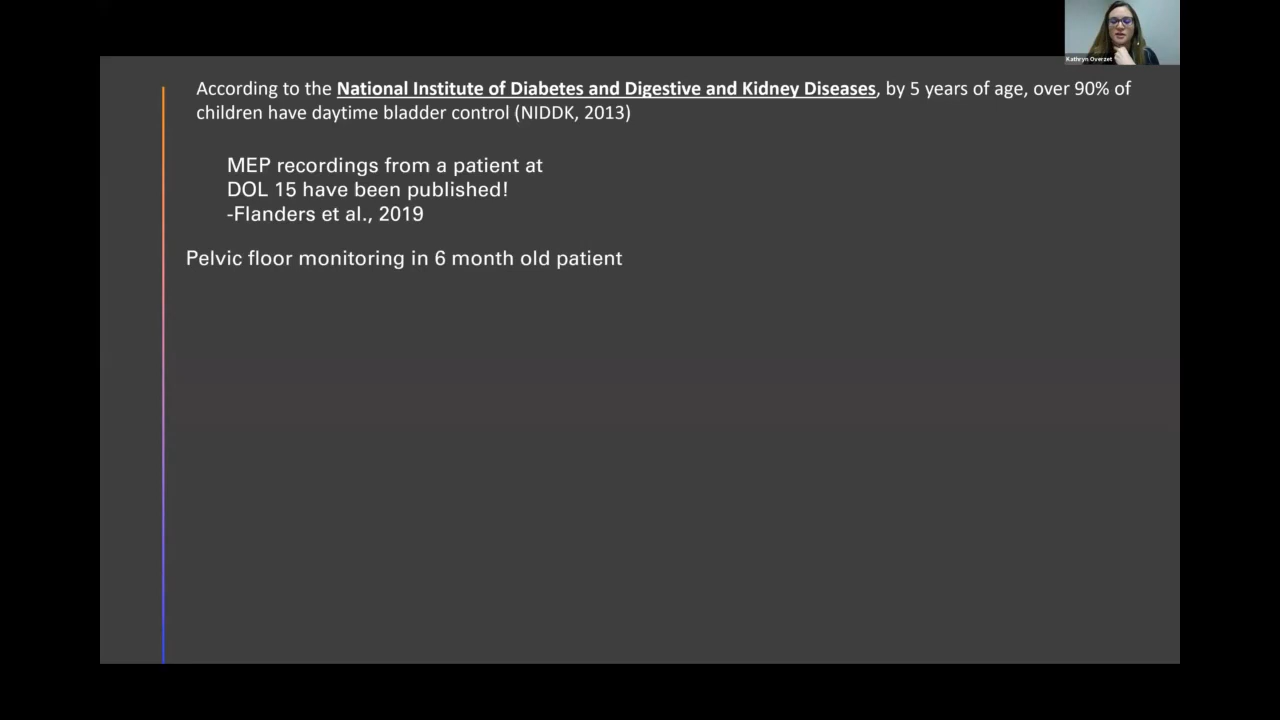 Kathryn Overzet
According to the National Institute of Diabetes and Digestive and Kidney Diseases, by 5 years of age, over 90% of
children have daytime bladder control (NIDDK, 2013)
MEP recordings from a patient at
DOL 15 have been published!
-Flanders et al., 2019
Pelvic floor monitoring in 6 month old patient